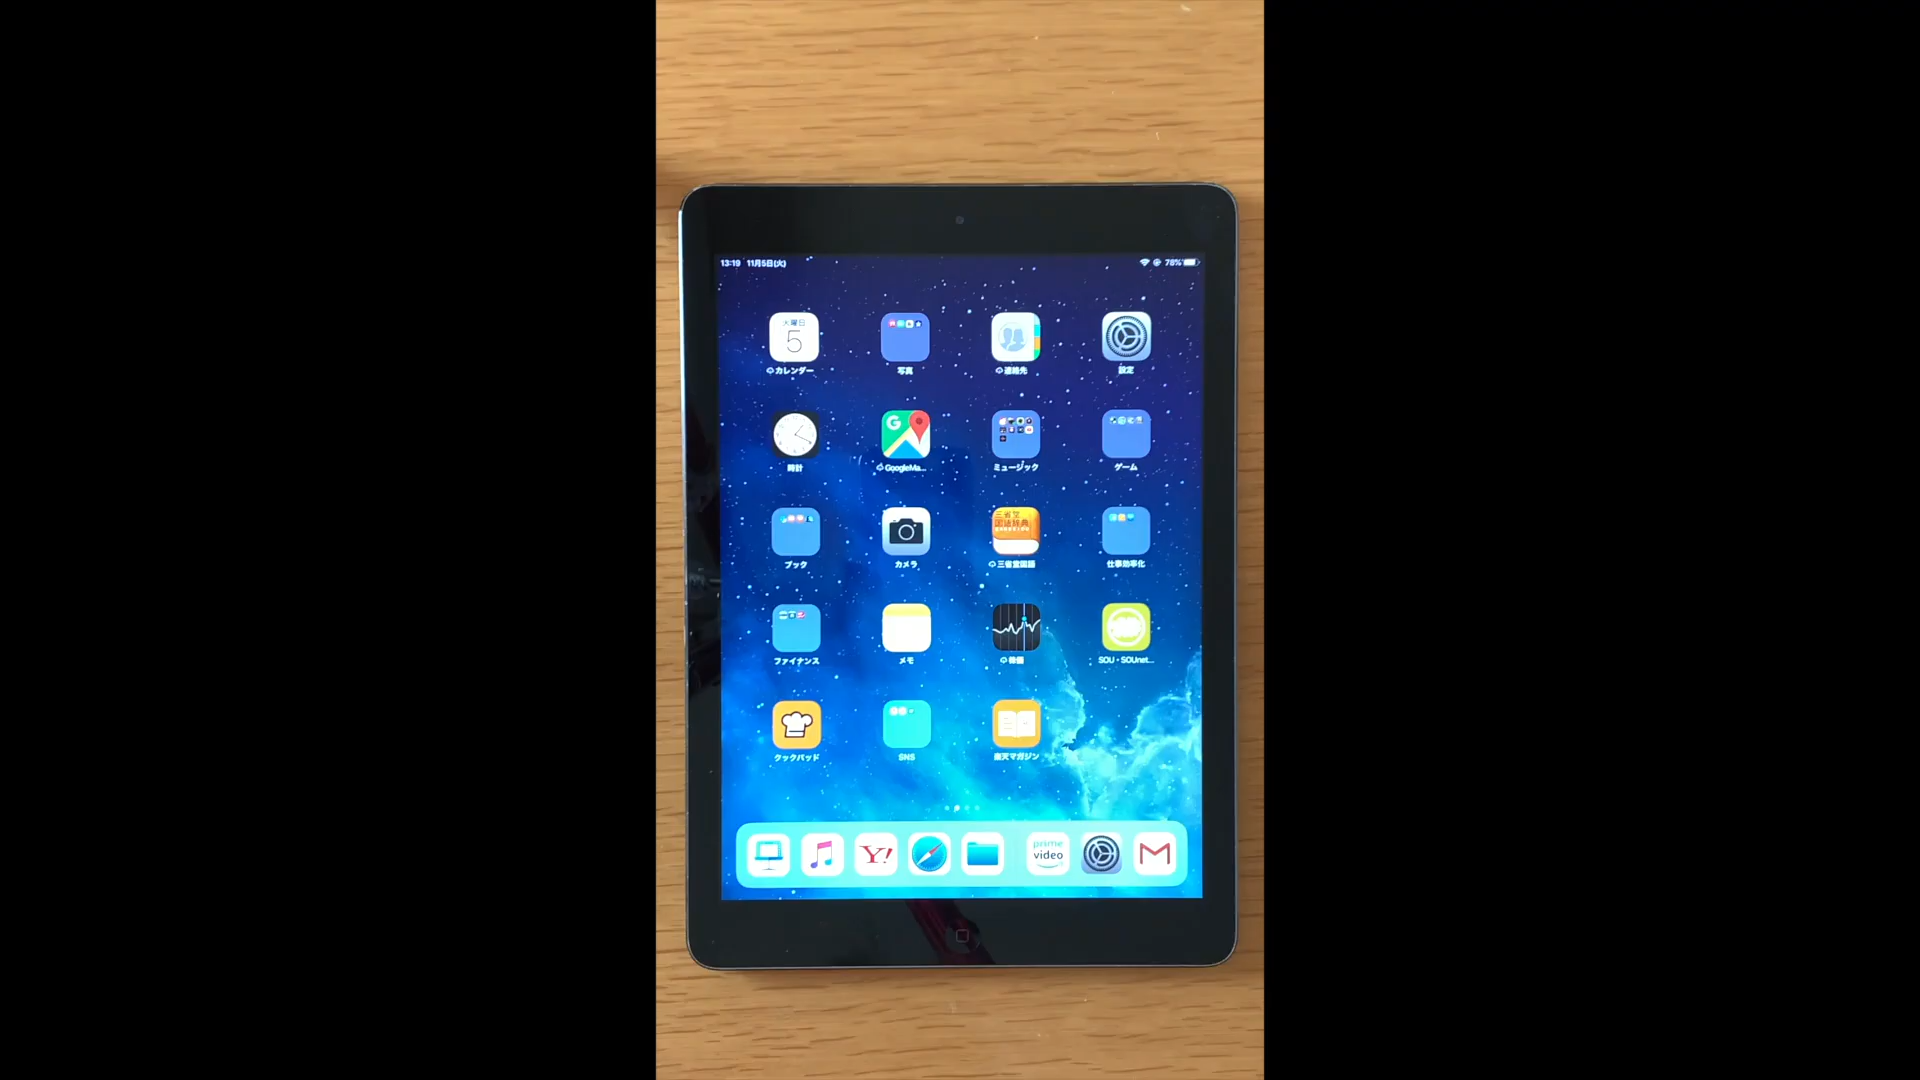 13:19 11月5日(火) 78%
火曜日
5
カレンダー 写真 連絡先 設定
G
時計 GoogleMa... ミュージック ゲーム
三省堂
国語辞典
ブック カメラ 三省堂国語 仕事効率化
ファイナンス メモ 株価 SOU・SOUnet...
クックパッド SNS 楽天マガジン
Y! prime video M